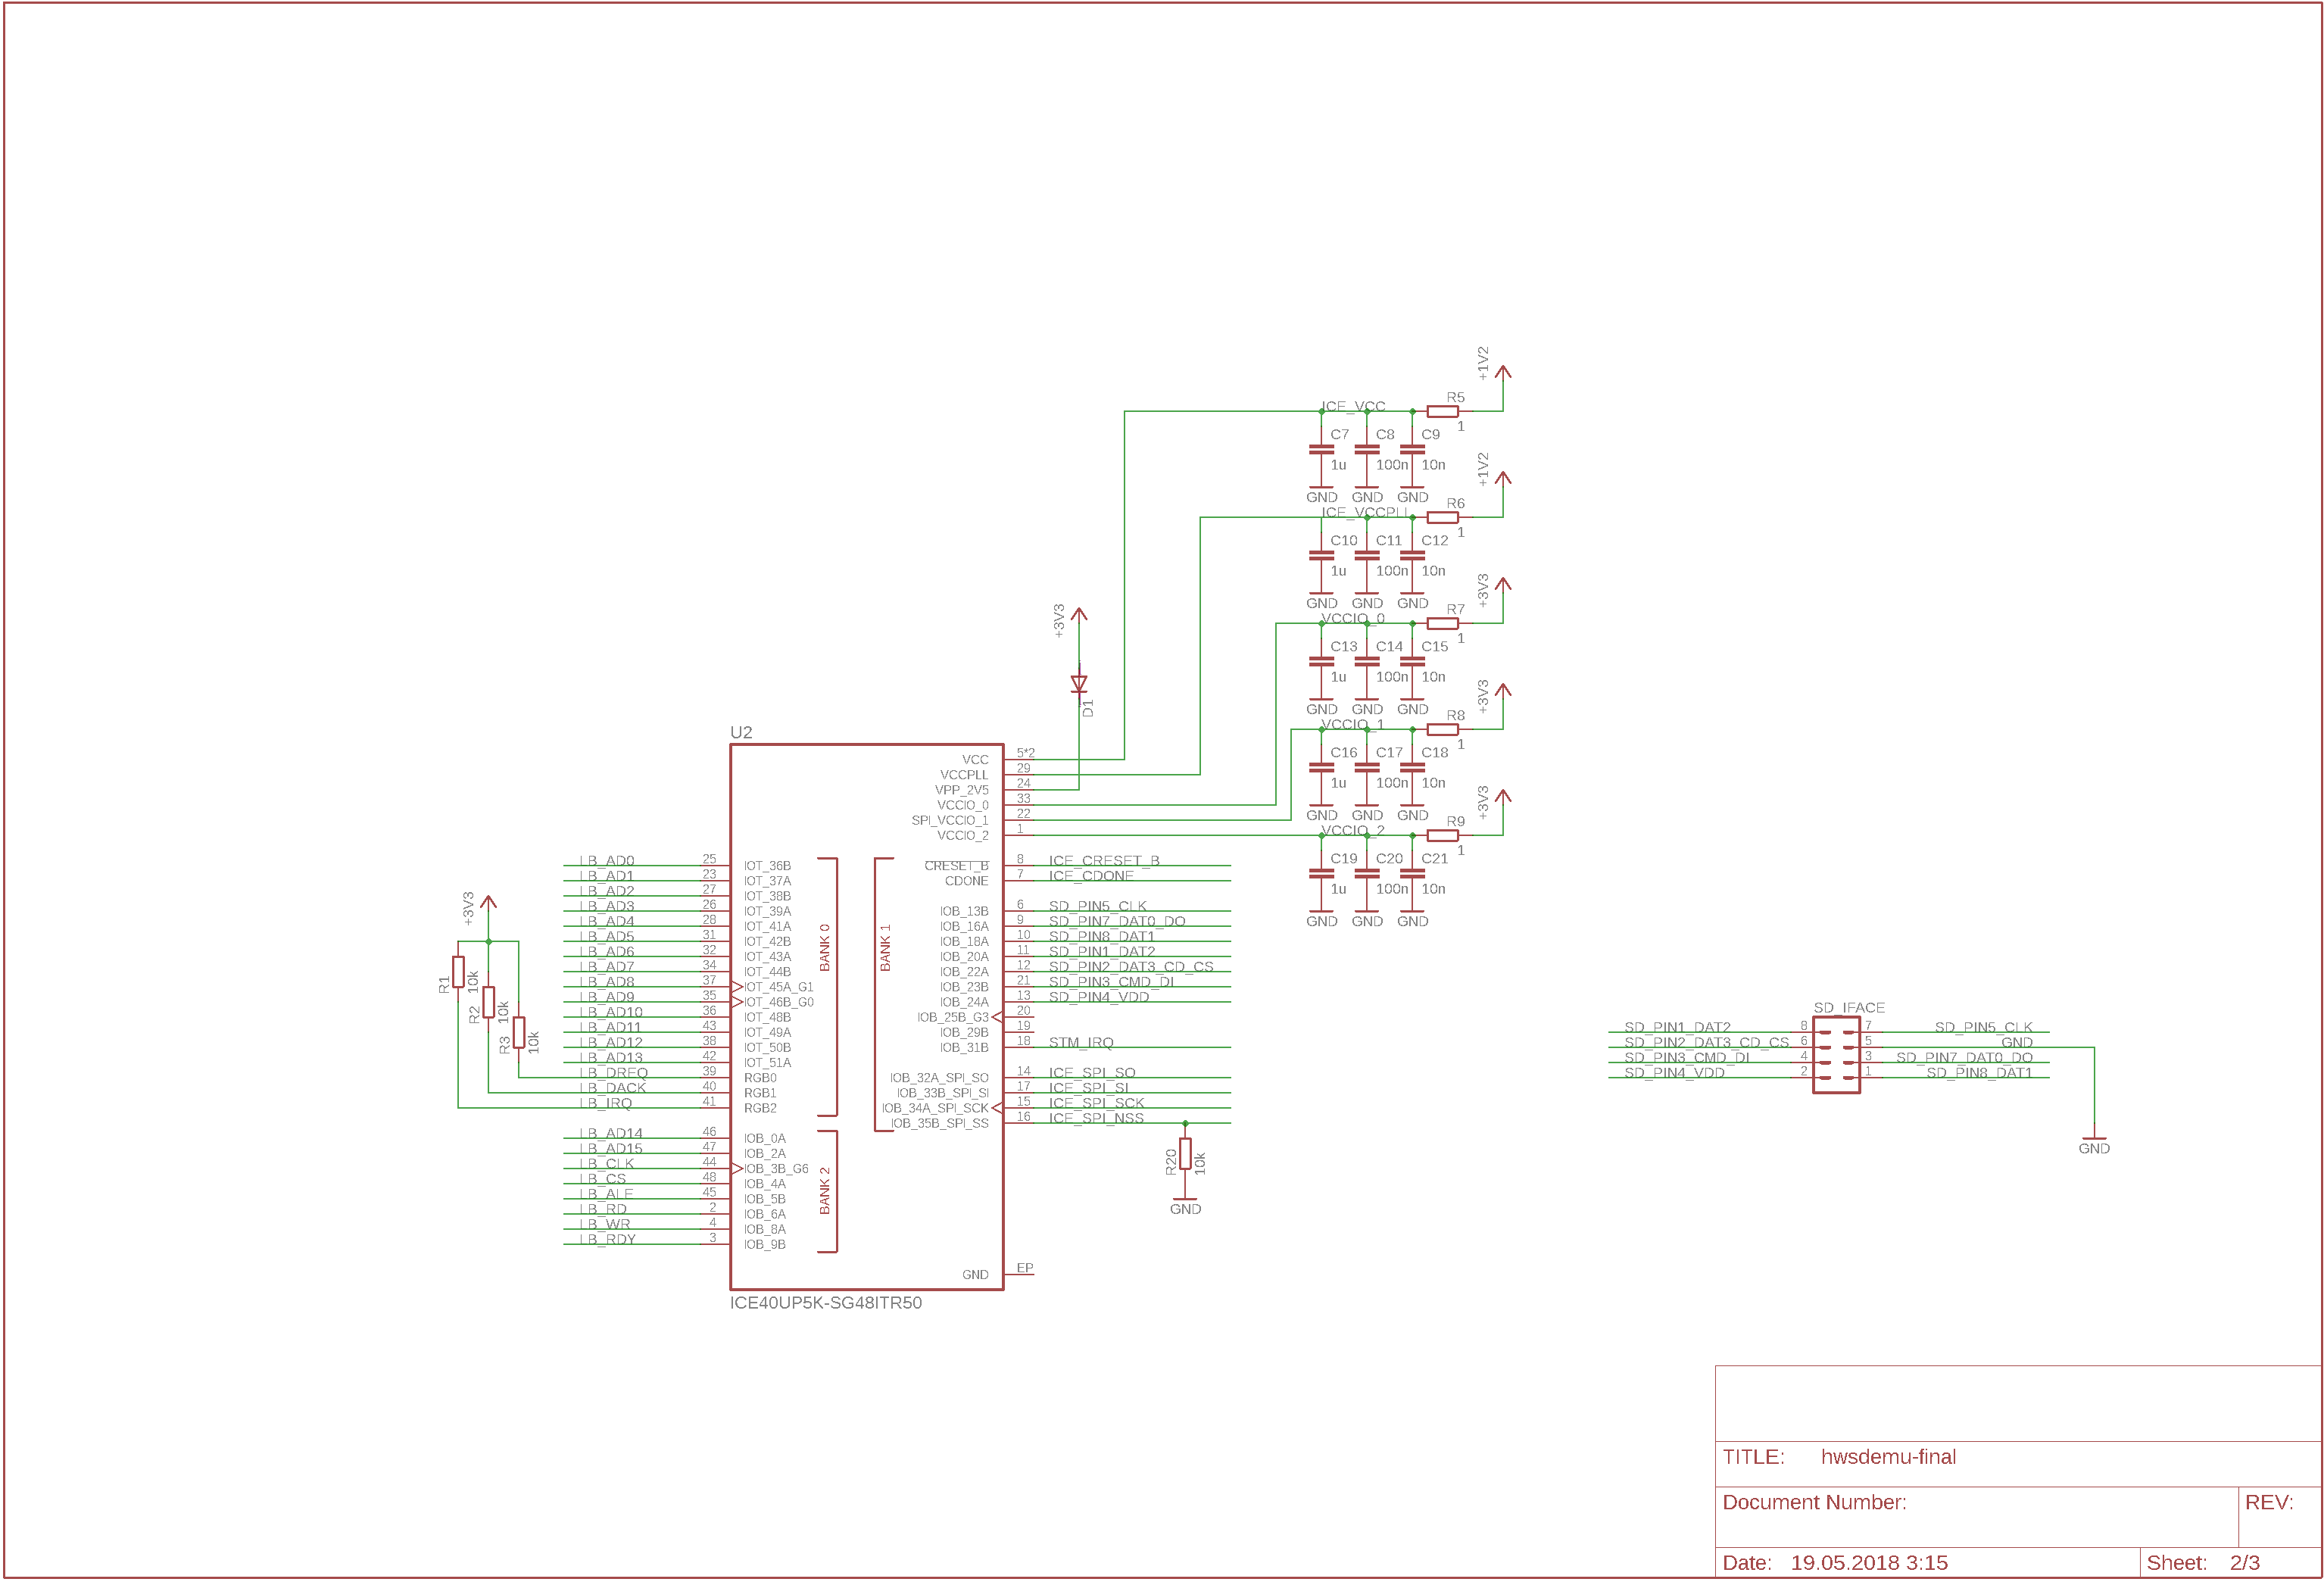 +1V2
ICE_VCC
R5
1
C7
C8
C9
1u
100n
10n
GND
GND
GND
+1V2
ICE_VCCPLL
R6
1
C10
C11
C12
1u
100n
10n
GND
GND
GND
+3V3
VCCIO_0
R7
1
C13
C14
C15
1u
100n
10n
GND
GND
GND
+3V3
VCCIO_1
R8
1
C16
C17
C18
1u
100n
10n
GND
GND
GND
+3V3
VCCIO_2
R9
1
C19
C20
C21
1u
100n
10n
GND
GND
GND
+3V3
D1
U2
VCC 5*2
VCCPLL 29
VPP_2V5 24
VCCIO_0 33
SPI_VCCIO_1 22
VCCIO_2 1
CRESET_B 8 ICE_CRESET_B
CDONE 7 ICE_CDONE
IOB_13B 6 SD_PIN5_CLK
IOB_16A 9 SD_PIN7_DAT0_DO
IOB_18A 10 SD_PIN8_DAT1
IOB_20A 11 SD_PIN1_DAT2
IOB_22A 12 SD_PIN2_DAT3_CD_CS
IOB_23B 21 SD_PIN3_CMD_DI
IOB_24A 13 SD_PIN4_VDD
IOB_25B_G3 20
IOB_29B 19
IOB_31B 18 STM_IRQ
IOB_32A_SPI_SO 14 ICE_SPI_SO
IOB_33B_SPI_SI 17 ICE_SPI_SI
IOB_34A_SPI_SCK 15 ICE_SPI_SCK
IOB_35B_SPI_SS 16 ICE_SPI_NSS
BANK 1
R20
10k
GND
GND EP
LB_AD0 25 IOT_36B
LB_AD1 23 IOT_37A
LB_AD2 27 IOT_38B
LB_AD3 26 IOT_39A
LB_AD4 28 IOT_41A
LB_AD5 31 IOT_42B
LB_AD6 32 IOT_43A
LB_AD7 34 IOT_44B
LB_AD8 37 IOT_45A_G1
LB_AD9 35 IOT_46B_G0
LB_AD10 36 IOT_48B
LB_AD11 43 IOT_49A
LB_AD12 38 IOT_50B
LB_AD13 42 IOT_51A
LB_DREQ 39 RGB0
LB_DACK 40 RGB1
LB_IRQ 41 RGB2
BANK 0
LB_AD14 46 IOB_0A
LB_AD15 47 IOB_2A
LB_CLK 44 IOB_3B_G6
LB_CS 48 IOB_4A
LB_ALE 45 IOB_5B
LB_RD 2 IOB_6A
LB_WR 4 IOB_8A
LB_RDY 3 IOB_9B
BANK 2
+3V3
R1
10k
R2
10k
R3
10k
ICE40UP5K-SG48ITR50
SD_IFACE
SD_PIN1_DAT2 8 7 SD_PIN5_CLK
SD_PIN2_DAT3_CD_CS 6 5 GND
SD_PIN3_CMD_DI 4 3 SD_PIN7_DAT0_DO
SD_PIN4_VDD 2 1 SD_PIN8_DAT1
GND
TITLE: hwsdemu-final
Document Number:
REV:
Date: 19.05.2018 3:15
Sheet: 2/3